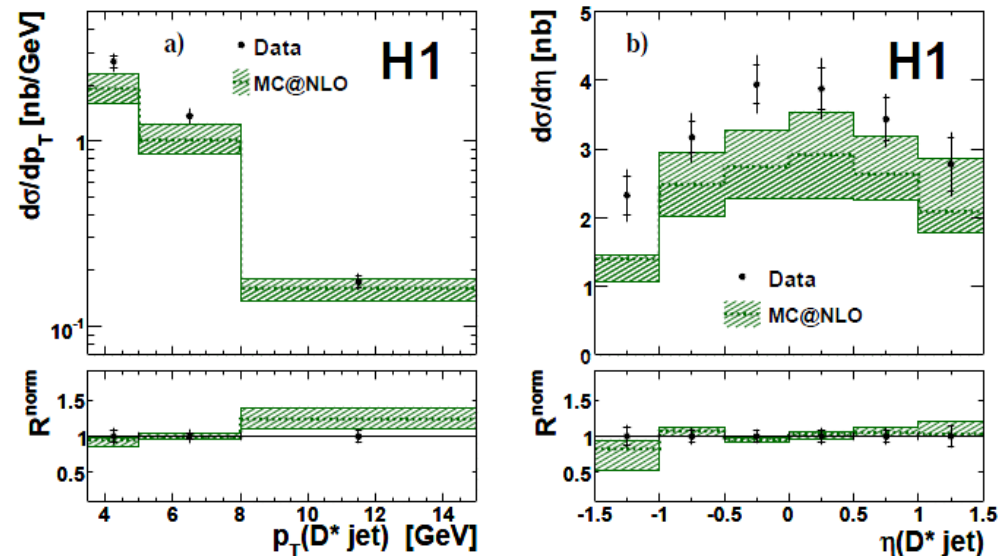 a)
Data
MC@NLO
H1
dσ/dp_T [nb/GeV]
1
10^-1
R^norm
1.5
1
0.5
4 6 8 10 12 14
p_T(D* jet) [GeV]
b)
H1
dσ/dη [nb]
5
4
3
2
1
0
Data
MC@NLO
R^norm
1.5
1
0.5
-1.5 -1 -0.5 0 0.5 1 1.5
η(D* jet)